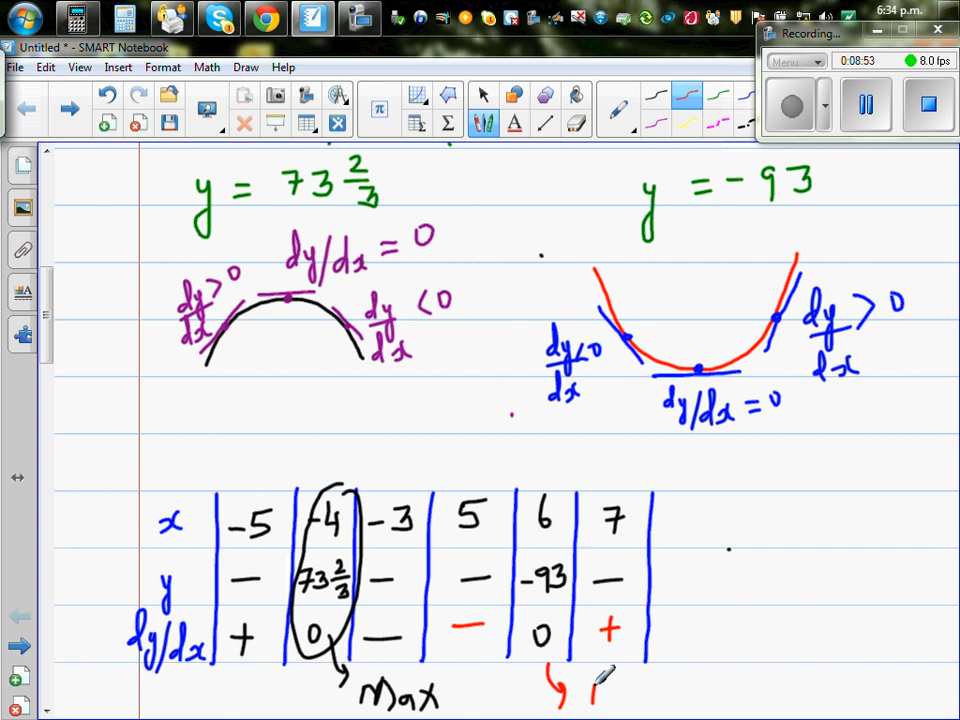 6:34 p.m.
Untitled * - SMART Notebook
Recording...
File Edit View Insert Format Math Draw Help
Menu 0:08:53 8.0 fps
y = 73 2/3
y = -93
dy/dx = 0
dy/dx > 0
dy/dx < 0
dy/dx < 0
dy/dx > 0
dy/dx = 0
x | -5 | -4 | -3 | 5 | 6 | 7 |
y | — | 73 2/3 | — | — | -93 | — |
dy/dx | + | 0 | — | — | 0 | + |
Max